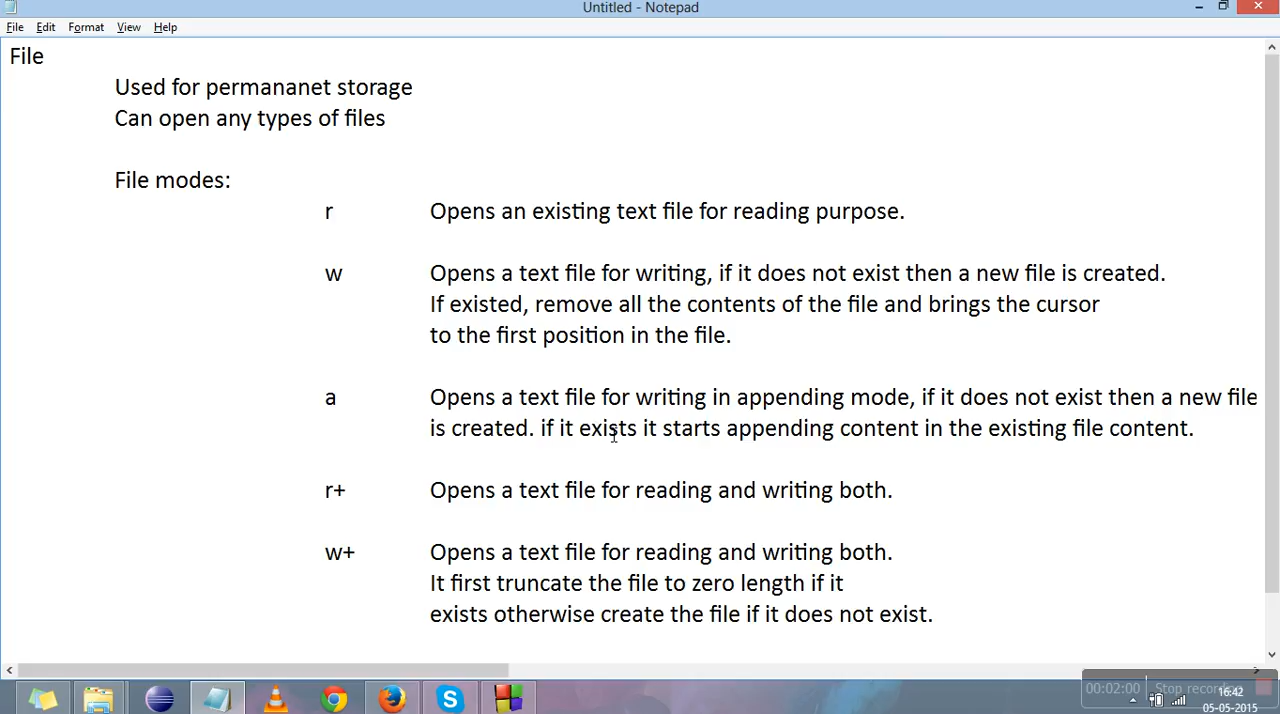 Untitled - Notepad
File Edit Format View Help
File
Used for permananet storage
Can open any types of files
File modes:
r Opens an existing text file for reading purpose.
w Opens a text file for writing, if it does not exist then a new file is created.
If existed, remove all the contents of the file and brings the cursor
to the first position in the file.
a Opens a text file for writing in appending mode, if it does not exist then a new file
is created. if it exists it starts appending content in the existing file content.
r+ Opens a text file for reading and writing both.
w+ Opens a text file for reading and writing both.
It first truncate the file to zero length if it
exists otherwise create the file if it does not exist.
00:02:00 Stop recording
16:42
05-05-2015